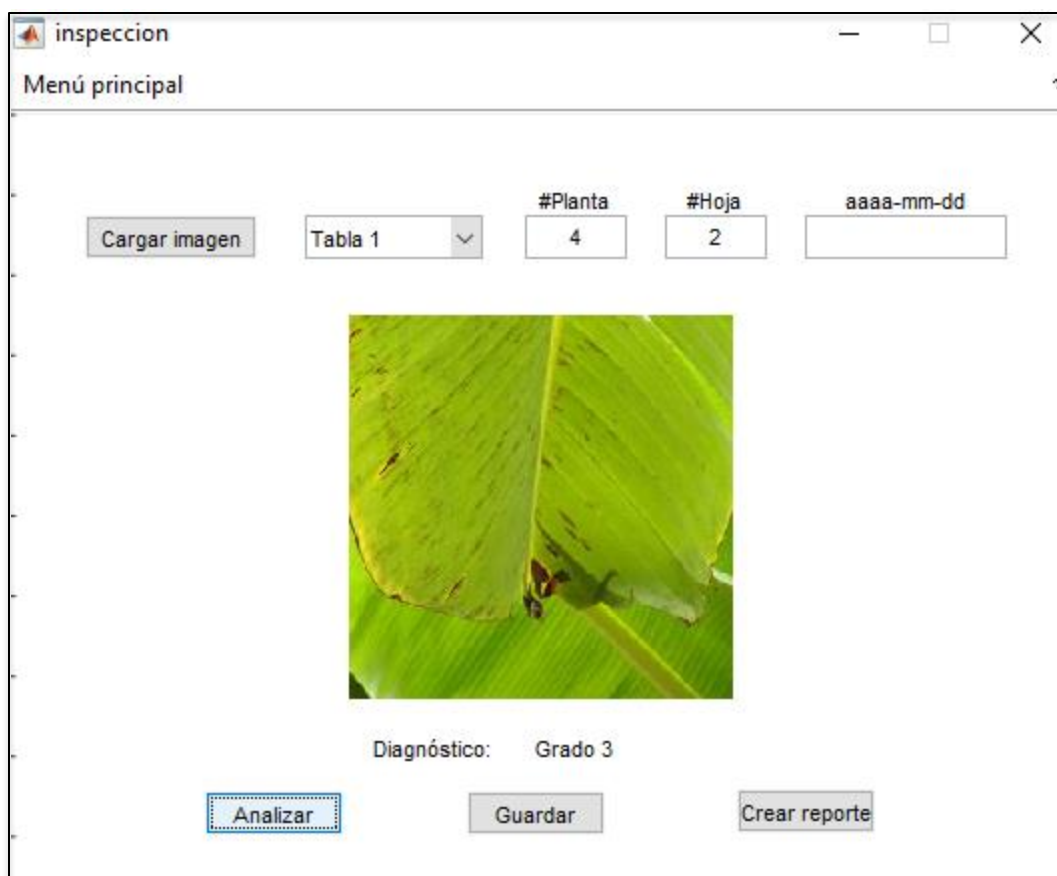 inspeccion
Menú principal
#Planta #Hoja aaaa-mm-dd
Cargar imagen Tabla 1 4 2
Diagnóstico: Grado 3
Analizar Guardar Crear reporte